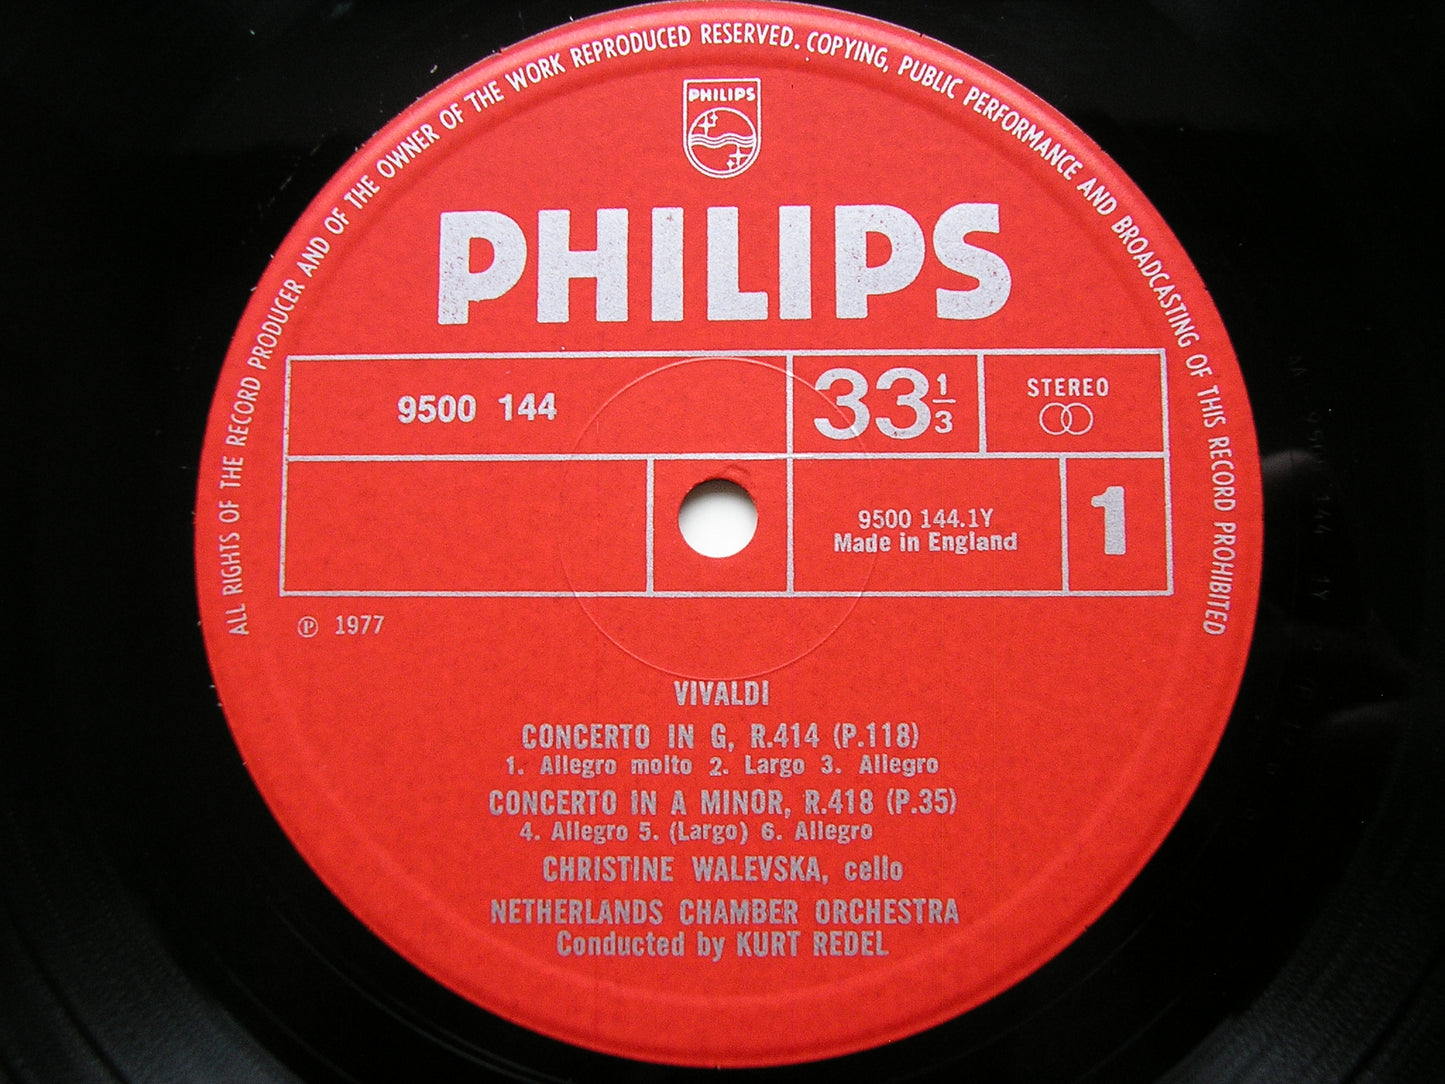 ALL RIGHTS OF THE RECORD PRODUCER AND OF THE OWNER OF THE WORK REPRODUCED RESERVED. COPYING, PUBLIC PERFORMANCE AND BROADCASTING OF THIS RECORD PROHIBITED
PHILIPS
PHILIPS
9500 144
33 1/3
STEREO
9500 144.1Y
Made in England
1
Ⓟ 1977
VIVALDI
CONCERTO IN G, R.414 (P.118)
1. Allegro molto 2. Largo 3. Allegro
CONCERTO IN A MINOR, R.418 (P.35)
4. Allegro 5. (Largo) 6. Allegro
CHRISTINE WALEVSKA, cello
NETHERLANDS CHAMBER ORCHESTRA
Conducted by KURT REDEL